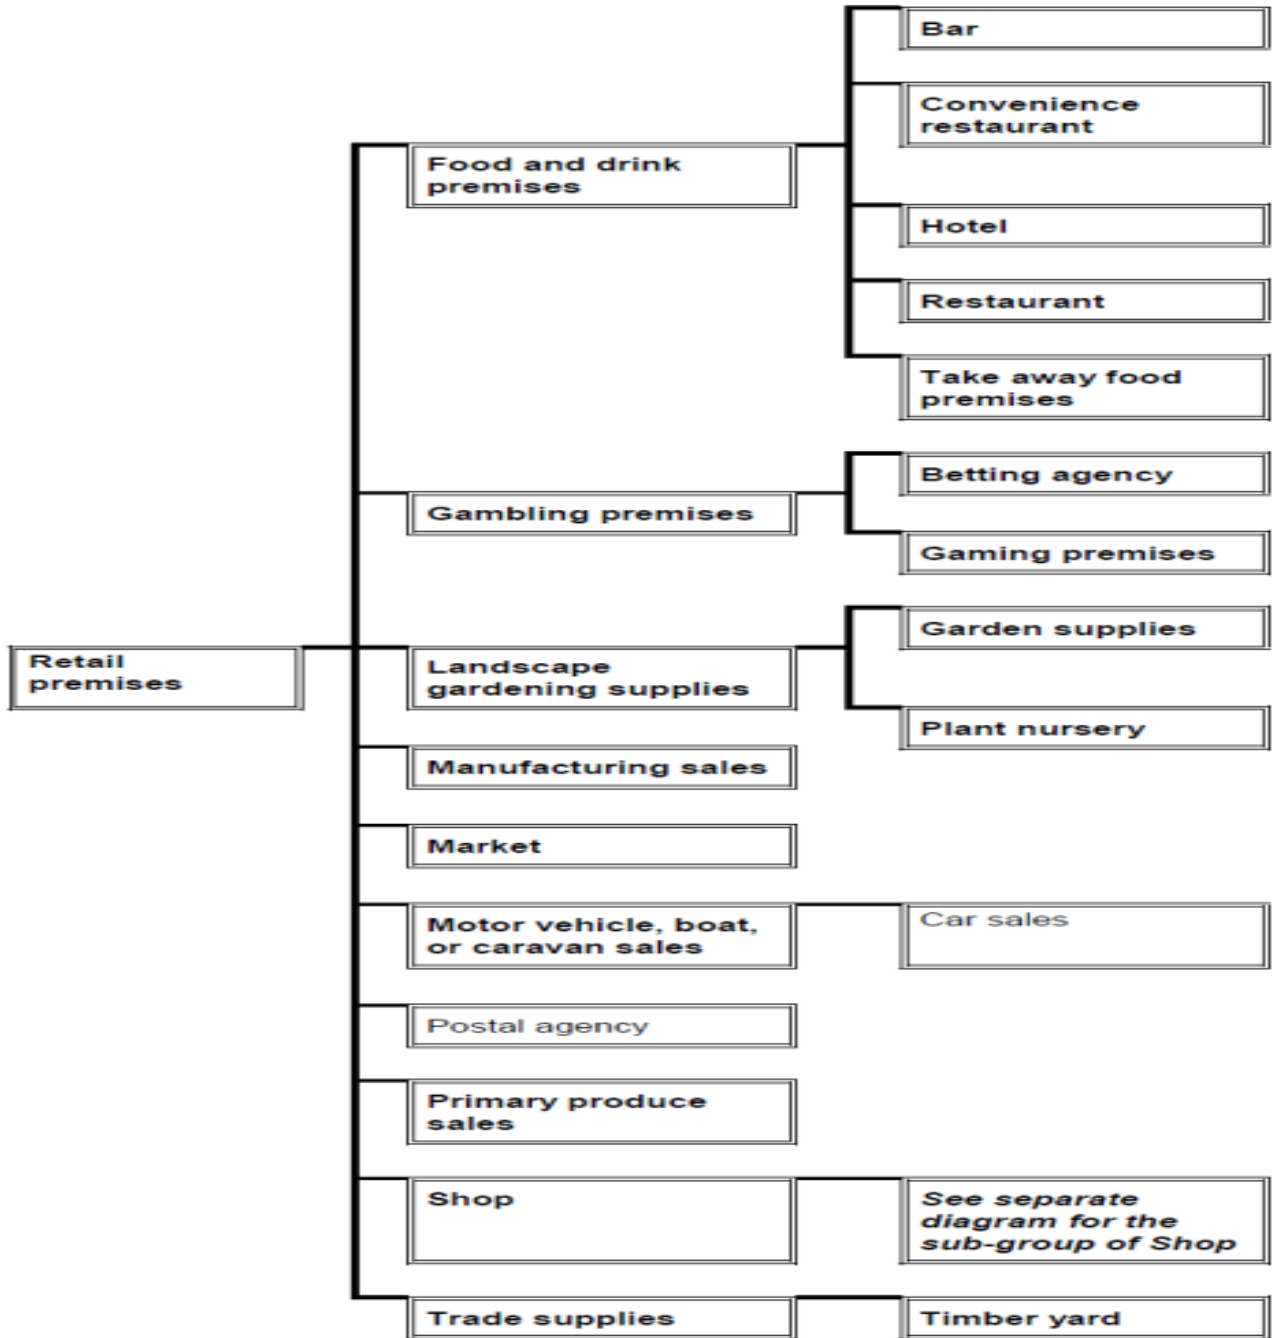 Bar
Convenience
restaurant
Food and drink
premises
Hotel
Restaurant
Take away food
premises
Betting agency
Gambling premises
Gaming premises
Garden supplies
Retail
premises
Landscape
gardening supplies
Plant nursery
Manufacturing sales
Market
Motor vehicle, boat,
or caravan sales
Car sales
Postal agency
Primary produce
sales
Shop
See separate
diagram for the
sub-group of Shop
Trade supplies
Timber yard